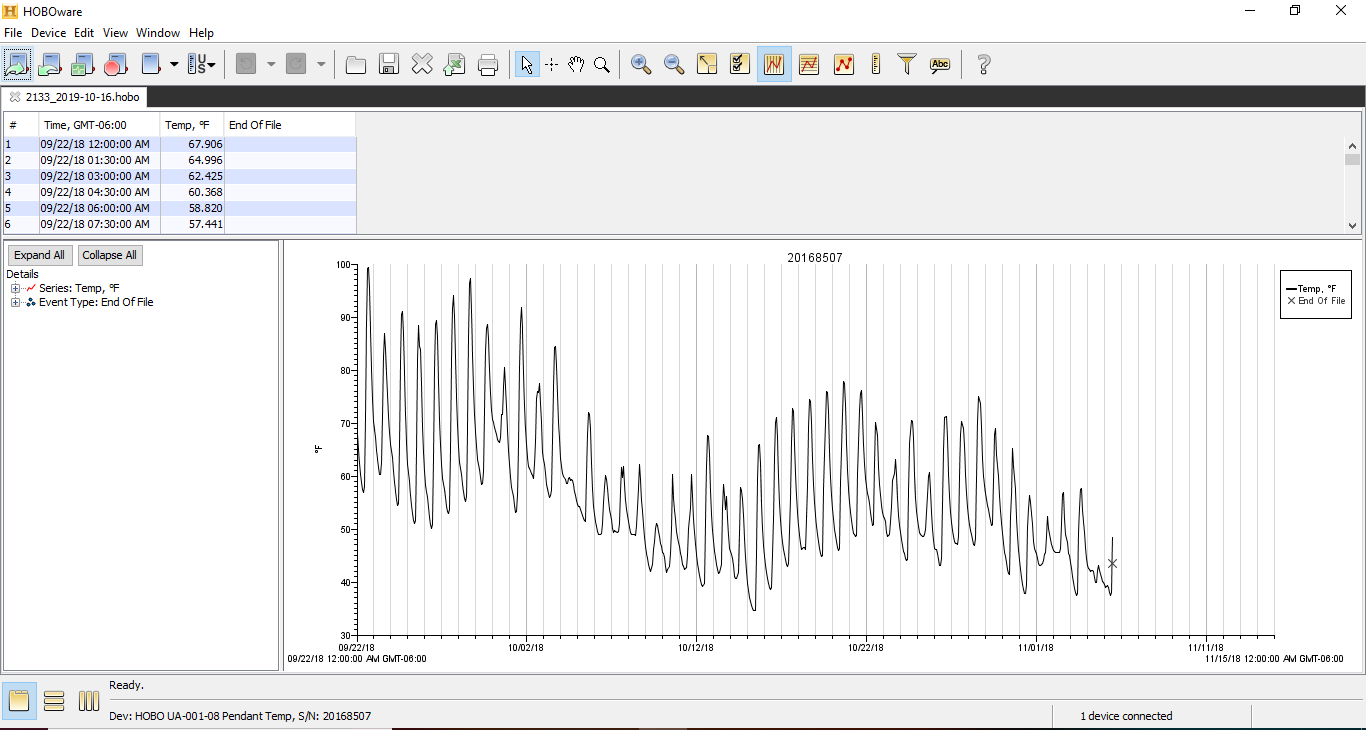 HOBOware
File Device Edit View Window Help
US
Abc
?
2133_2019-10-16.hobo
# Time, GMT-06:00 Temp, °F End Of File
1 09/22/18 12:00:00 AM 67.906
2 09/22/18 01:30:00 AM 64.996
3 09/22/18 03:00:00 AM 62.425
4 09/22/18 04:30:00 AM 60.368
5 09/22/18 06:00:00 AM 58.820
6 09/22/18 07:30:00 AM 57.441
Expand All Collapse All
Details
Series: Temp, °F
Event Type: End Of File
20168507
100
90
80
70
60
50
40
30
°F
Temp, °F
End Of File
09/22/18 10/02/18 10/12/18 10/22/18 11/01/18 11/11/18
09/22/18 12:00:00 AM GMT-06:00 11/15/18 12:00:00 AM GMT-06:00
Ready.
Dev: HOBO UA-001-08 Pendant Temp, S/N: 20168507 1 device connected